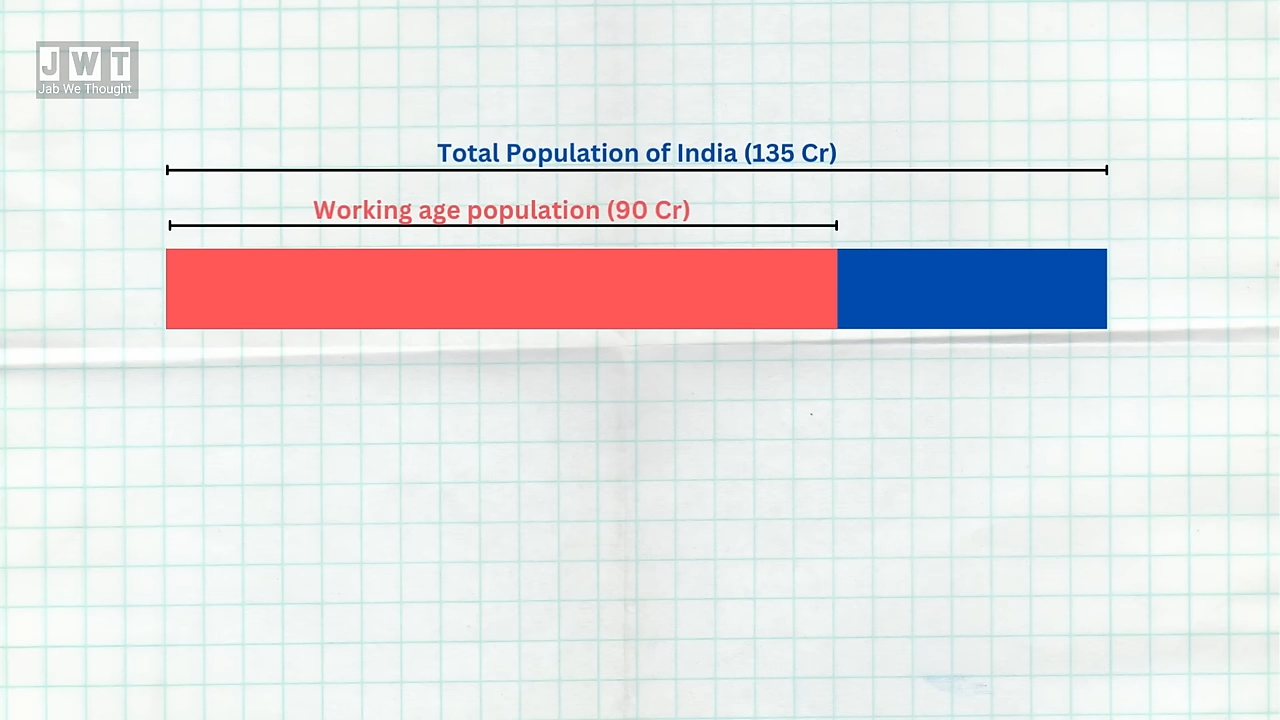 JWT
Jab We Thought
Total Population of India (135 Cr)
Working age population (90 Cr)